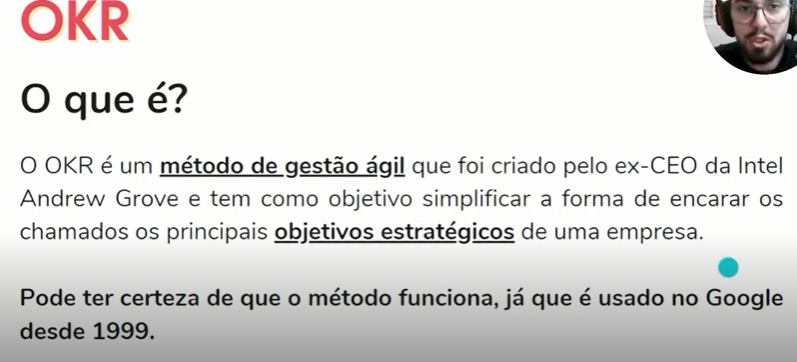 OKR
O que é?
O OKR é um método de gestão ágil que foi criado pelo ex-CEO da Intel
Andrew Grove e tem como objetivo simplificar a forma de encarar os
chamados os principais objetivos estratégicos de uma empresa.
Pode ter certeza de que o método funciona, já que é usado no Google
desde 1999.